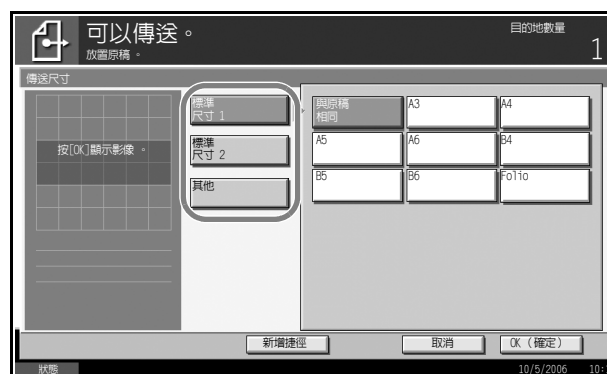 可以傳送。
放置原稿。
目的地數量
1
傳送尺寸
按[OK]顯示影像。
標準
尺寸 1
標準
尺寸 2
其他
與原稿
相同
A3
A4
A5
A6
B4
B5
B6
Folio
新增捷徑
取消
OK（確定）
狀態
10/5/2006 10: